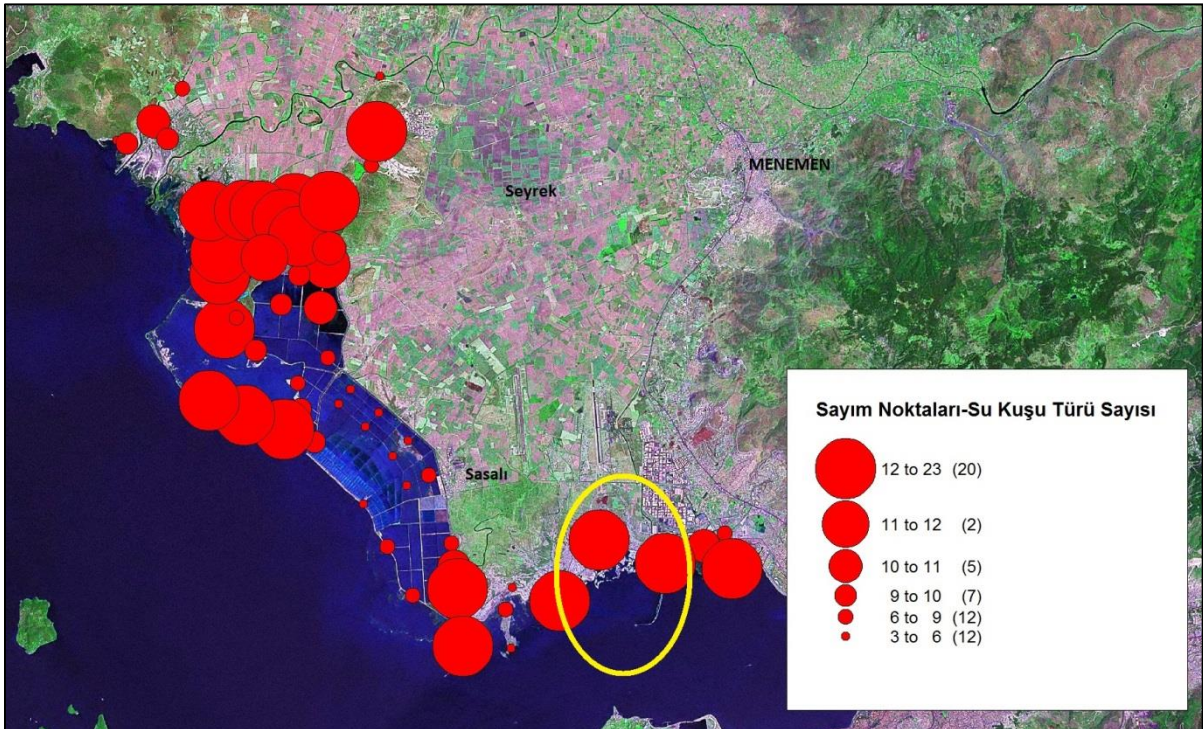 MENEMEN
Seyrek
Sasalı
Sayım Noktaları-Su Kuşu Türü Sayısı
12 to 23 (20)
11 to 12 (2)
10 to 11 (5)
9 to 10 (7)
6 to 9 (12)
3 to 6 (12)